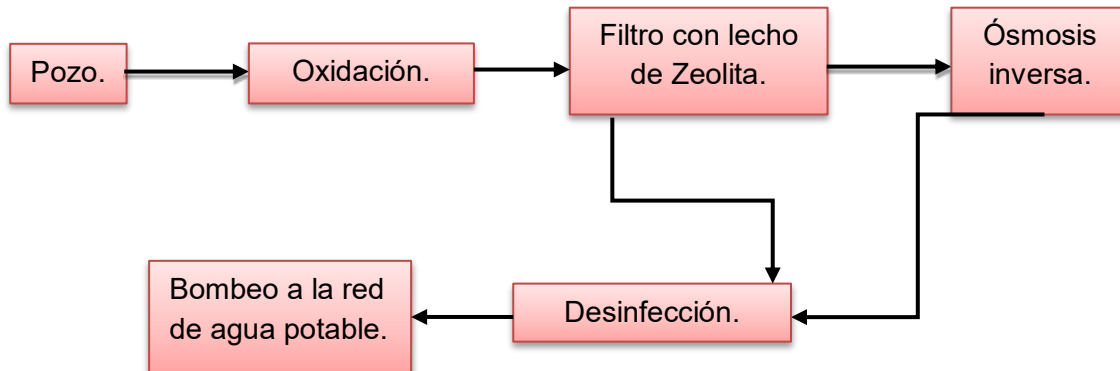 Pozo.
Oxidación.
Filtro con lecho
de Zeolita.
Ósmosis
inversa.
Bombeo a la red
de agua potable.
Desinfección.